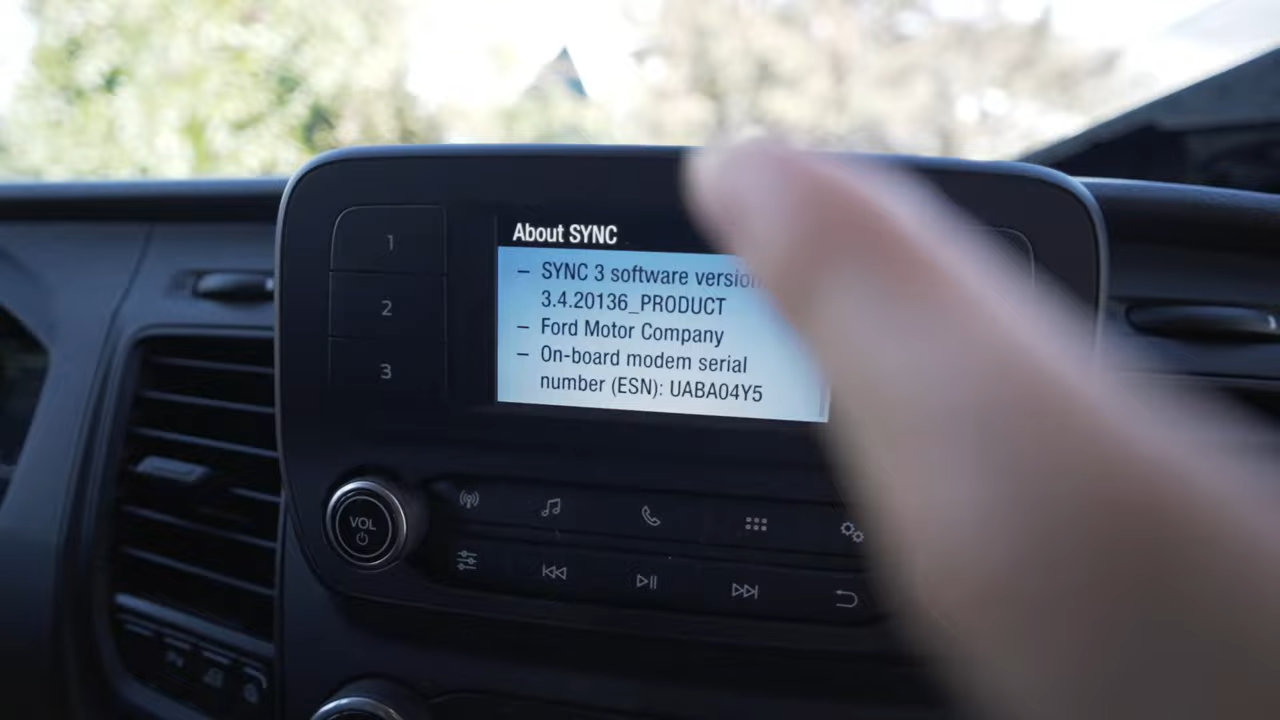 About SYNC
– SYNC 3 software version
3.4.20136_PRODUCT
– Ford Motor Company
– On-board modem serial
number (ESN): UABA04Y5
1
2
3
VOL